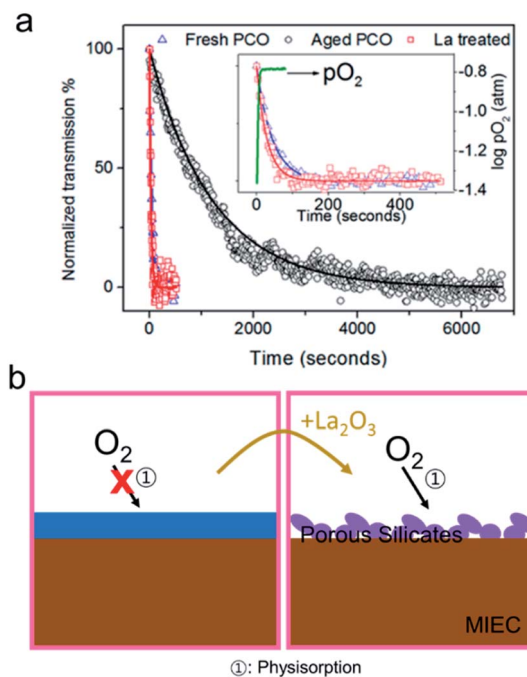 a
Fresh PCO Aged PCO La treated
100
50
0
Normalized transmission %
0 2000 4000 6000
Time (seconds)
pO₂
-0.8
-1.0
-1.2
-1.4
log pO₂ (atm)
0 200 400
Time (seconds)
b
+La₂O₃
O₂
X ①
O₂
①
Porous Silicates
MIEC
①: Physisorption